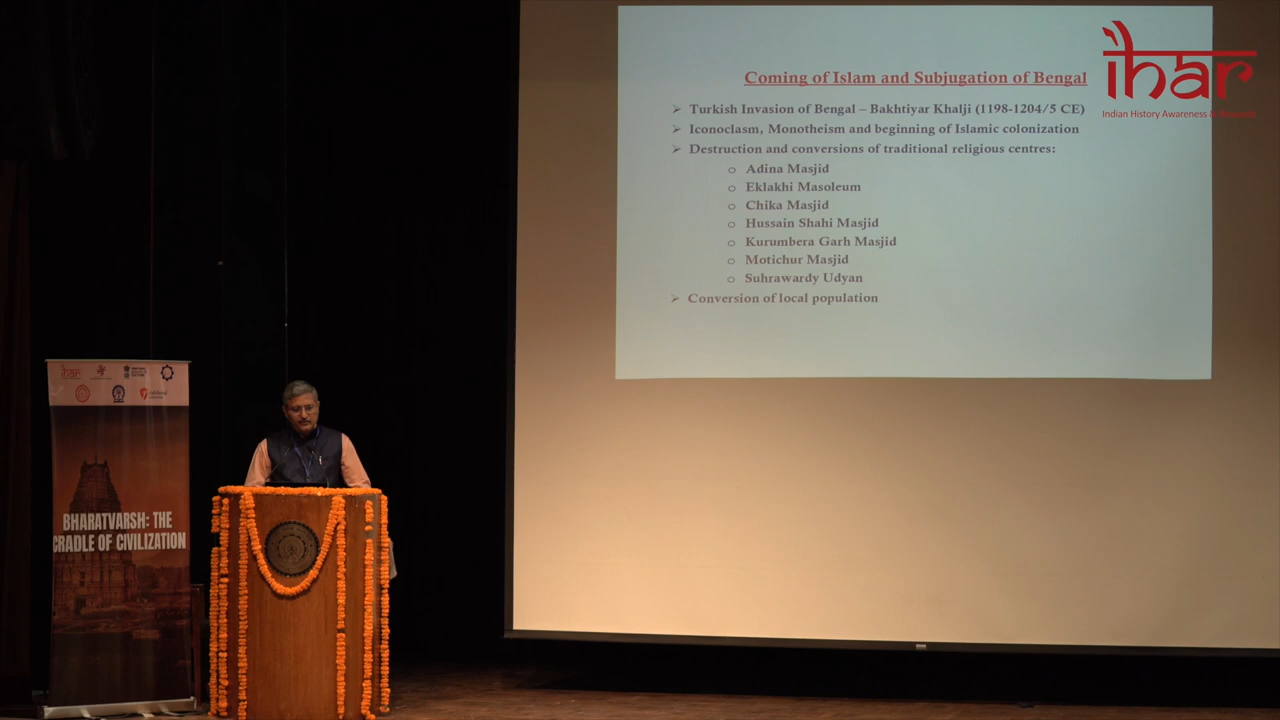 Coming of Islam and Subjugation of Bengal
➢ Turkish Invasion of Bengal – Bakhtiyar Khalji (1198-1204/5 CE)
➢ Iconoclasm, Monotheism and beginning of Islamic colonization
➢ Destruction and conversions of traditional religious centres:
o Adina Masjid
o Eklakhi Masoleum
o Chika Masjid
o Hussain Shahi Masjid
o Kurumbera Garh Masjid
o Motichur Masjid
o Suhrawardy Udyan
➢ Conversion of local population
ihar
Indian History Awareness &
ihar
BHARATVARSH: THE
CRADLE OF CIVILIZATION